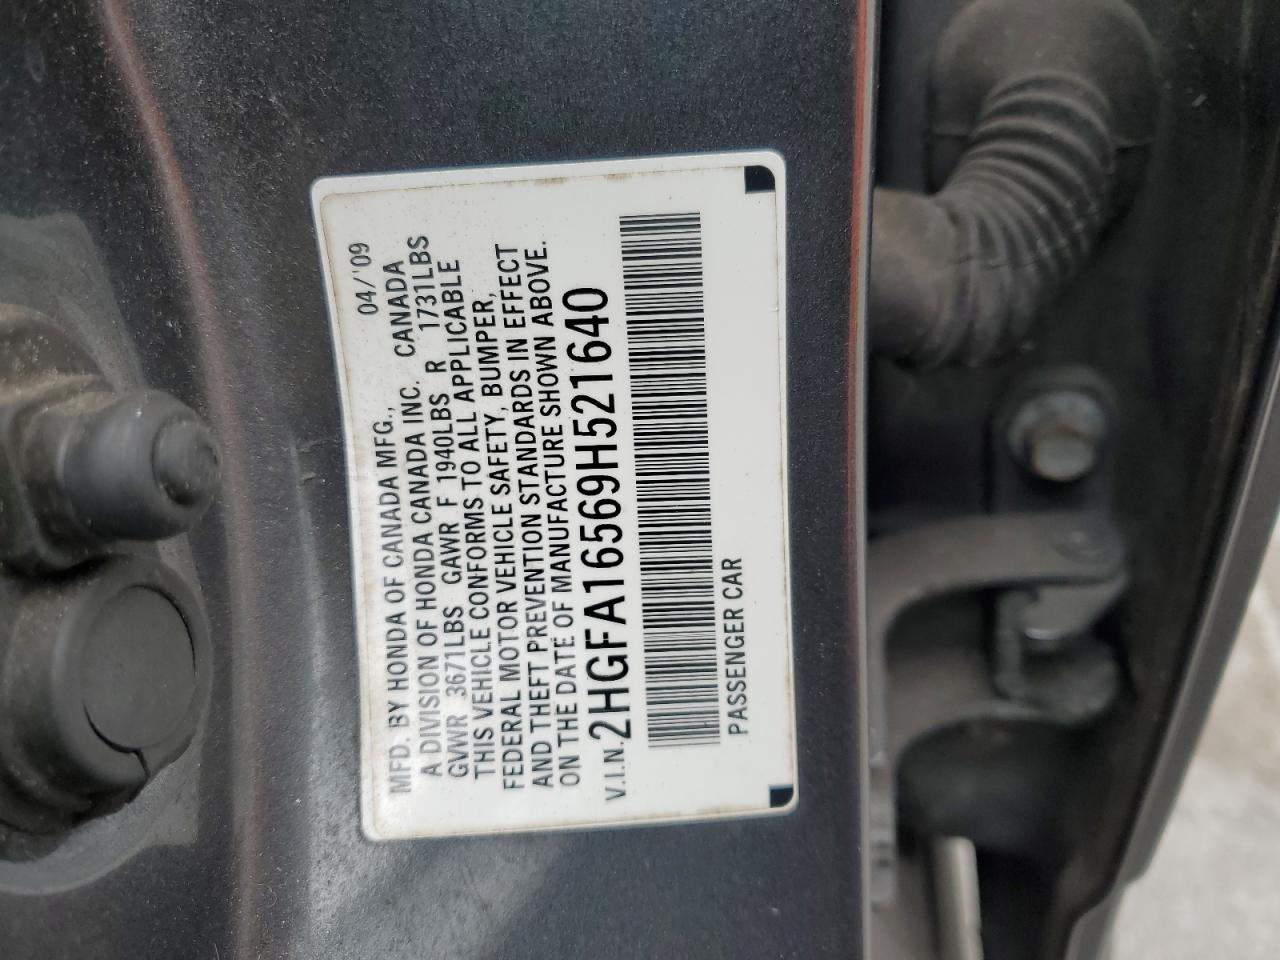 04/'09
MFD. BY HONDA OF CANADA MFG.,
A DIVISION OF HONDA CANADA INC. CANADA
GVWR 3671LBS GAWR F 1940LBS R 1731LBS
THIS VEHICLE CONFORMS TO ALL APPLICABLE
FEDERAL MOTOR VEHICLE SAFETY, BUMPER,
AND THEFT PREVENTION STANDARDS IN EFFECT
ON THE DATE OF MANUFACTURE SHOWN ABOVE.
V.I.N. 2HGFA16569H521640
PASSENGER CAR